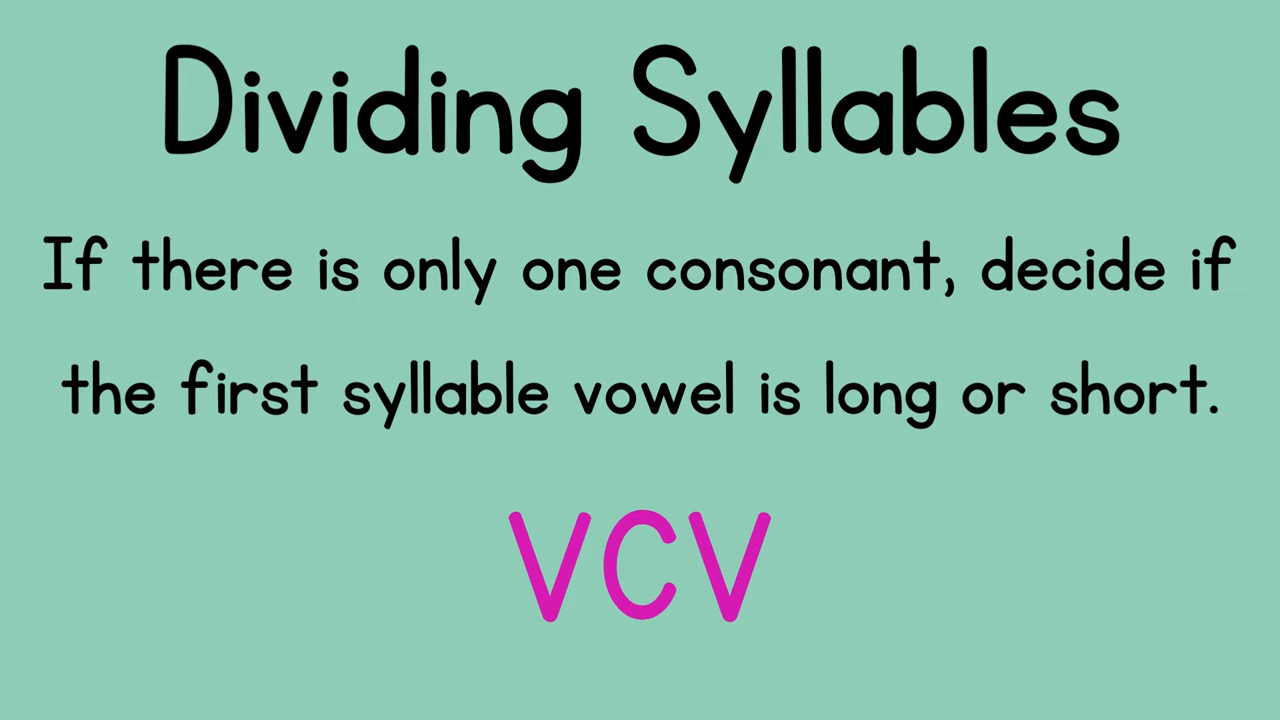 Dividing Syllables
If there is only one consonant, decide if
the first syllable vowel is long or short.
VCV